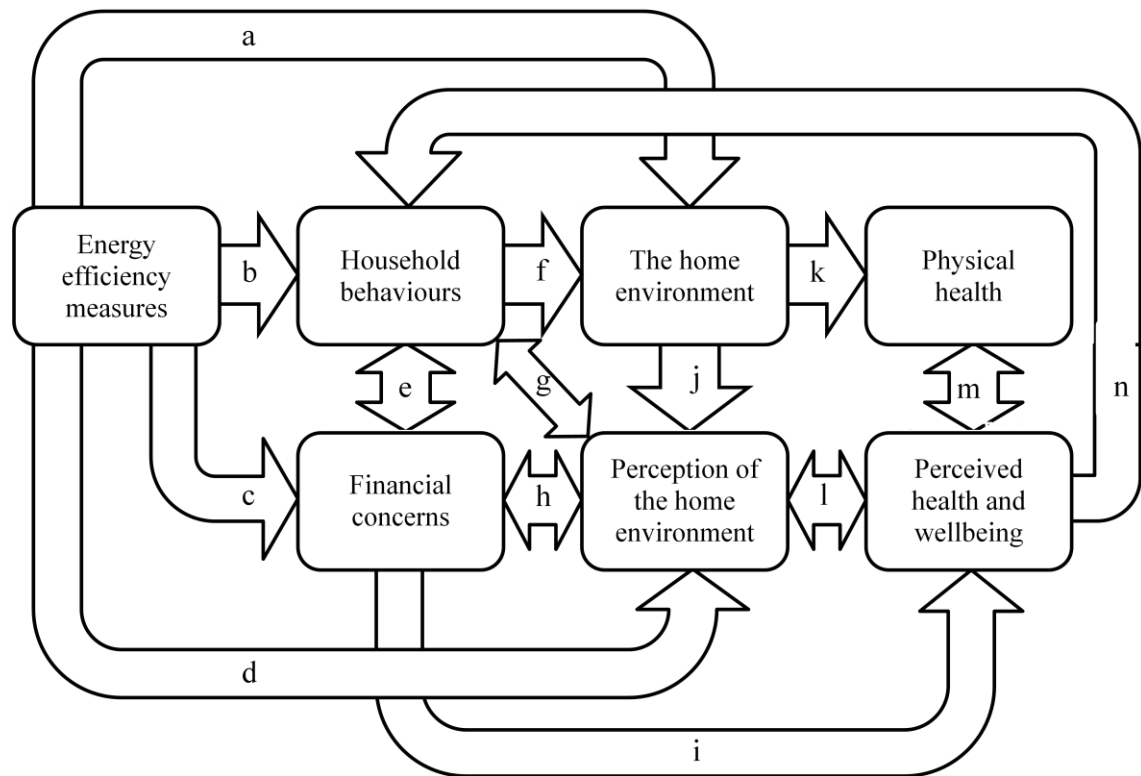 a
Energy
efficiency
measures
b
Household
behaviours
f
The home
environment
k
Physical
health
e
g
j
m
n
c
Financial
concerns
h
Perception of
the home
environment
l
Perceived
health and
wellbeing
d
i